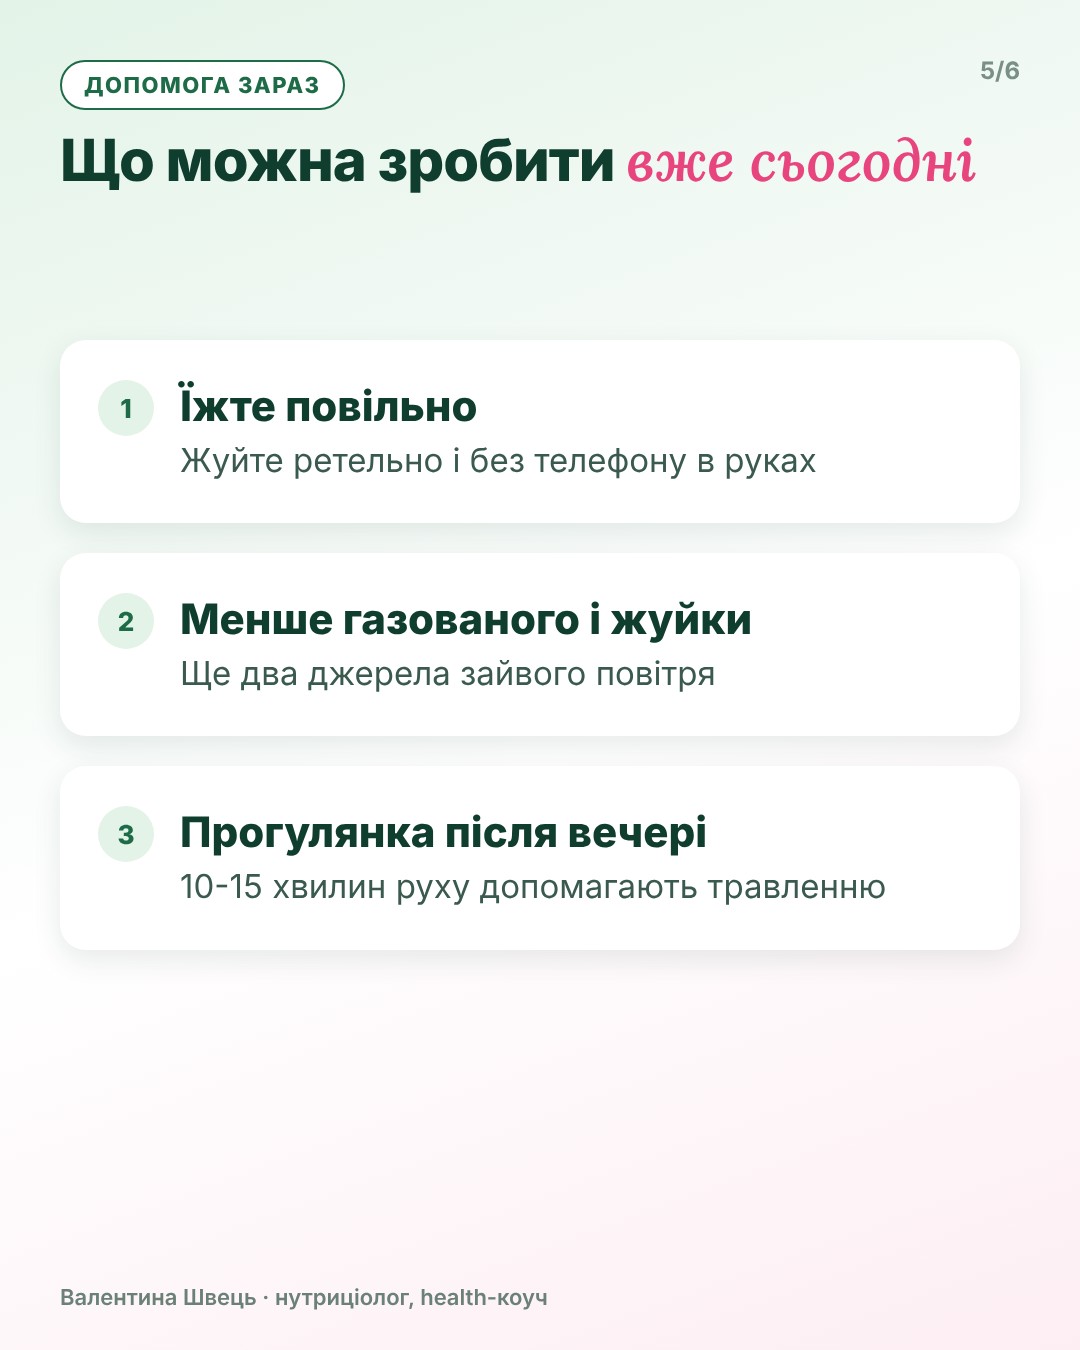 ДОПОМОГА ЗАРАЗ
5/6
Що можна зробити вже сьогодні
1
Їжте повільно
Жуйте ретельно і без телефону в руках
2
Менше газованого і жуйки
Ще два джерела зайвого повітря
3
Прогулянка після вечері
10-15 хвилин руху допомагають травленню
Валентина Швець · нутриціолог, health-коуч